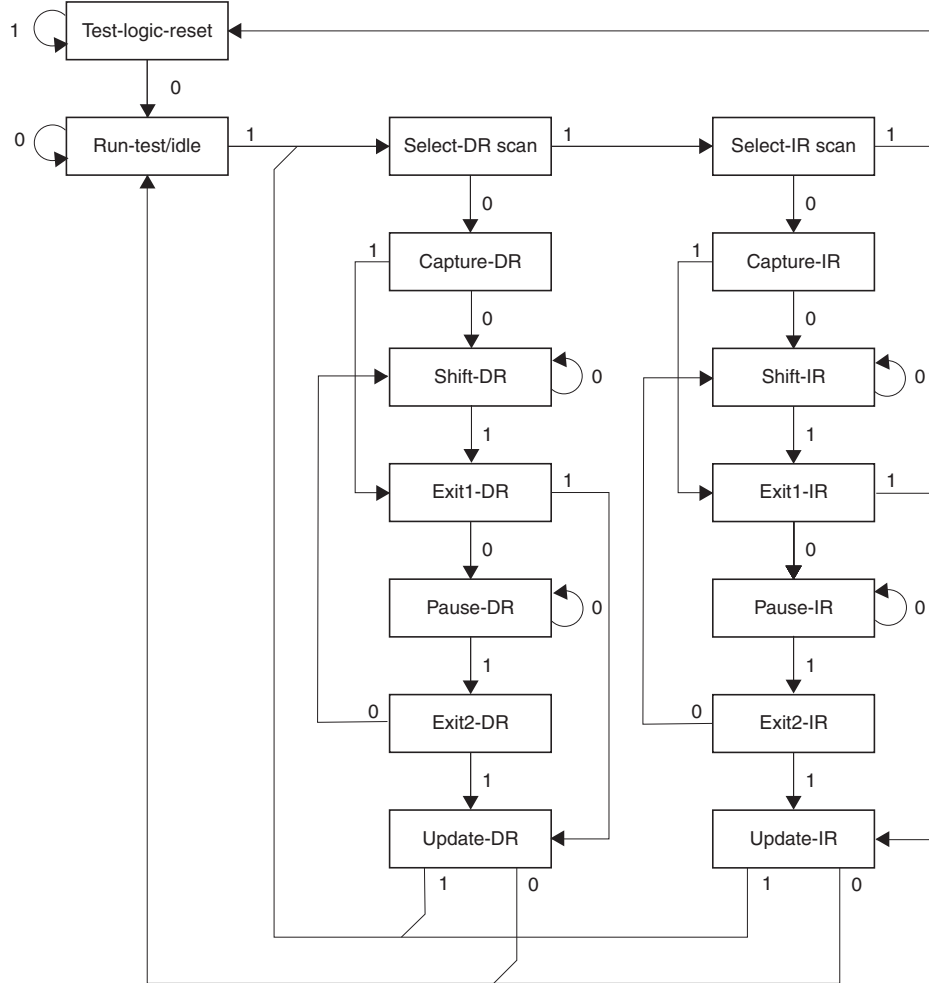 Test-logic-reset
1
0
Run-test/idle
0
1
Select-DR scan
1
Select-IR scan
1
0
0
1
Capture-DR
1
Capture-IR
0
0
Shift-DR
0
Shift-IR
0
1
1
Exit1-DR
1
Exit1-IR
1
0
0
Pause-DR
0
Pause-IR
0
1
1
0
Exit2-DR
0
Exit2-IR
1
1
Update-DR
Update-IR
1
0
1
0